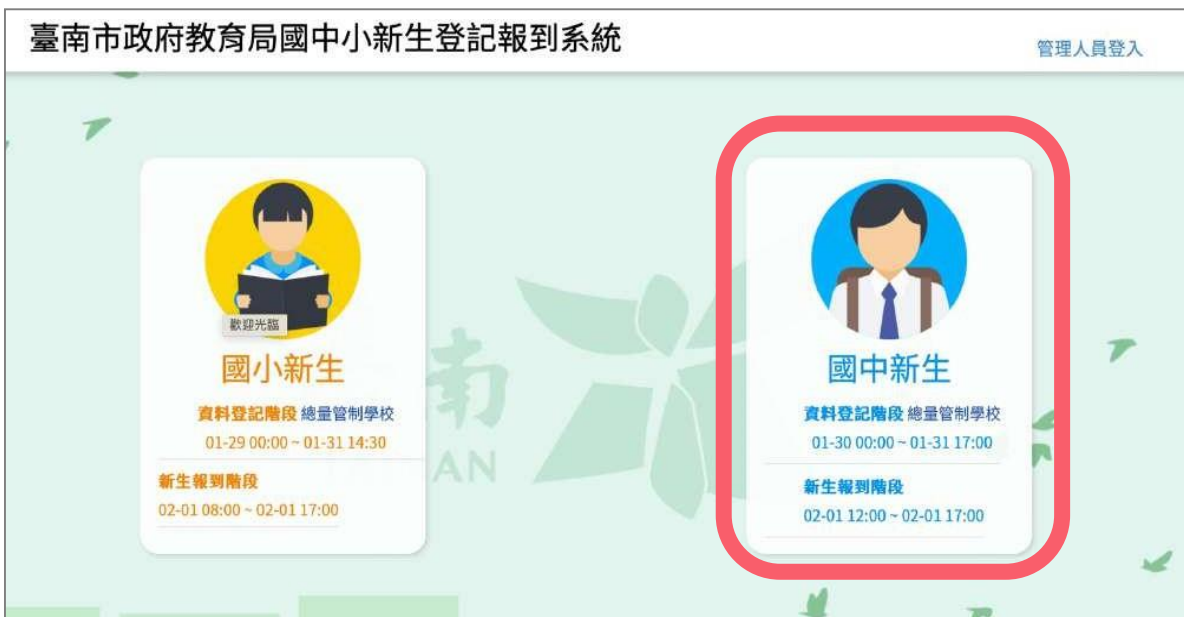 臺南市政府教育局國中小新生登記報到系統
管理人員登入
歡迎光臨
國小新生
資料登記階段 總量管制學校
01-29 00:00 ~ 01-31 14:30
新生報到階段
02-01 08:00 ~ 02-01 17:00
南
AN
國中新生
資料登記階段 總量管制學校
01-30 00:00 ~ 01-31 17:00
新生報到階段
02-01 12:00 ~ 02-01 17:00